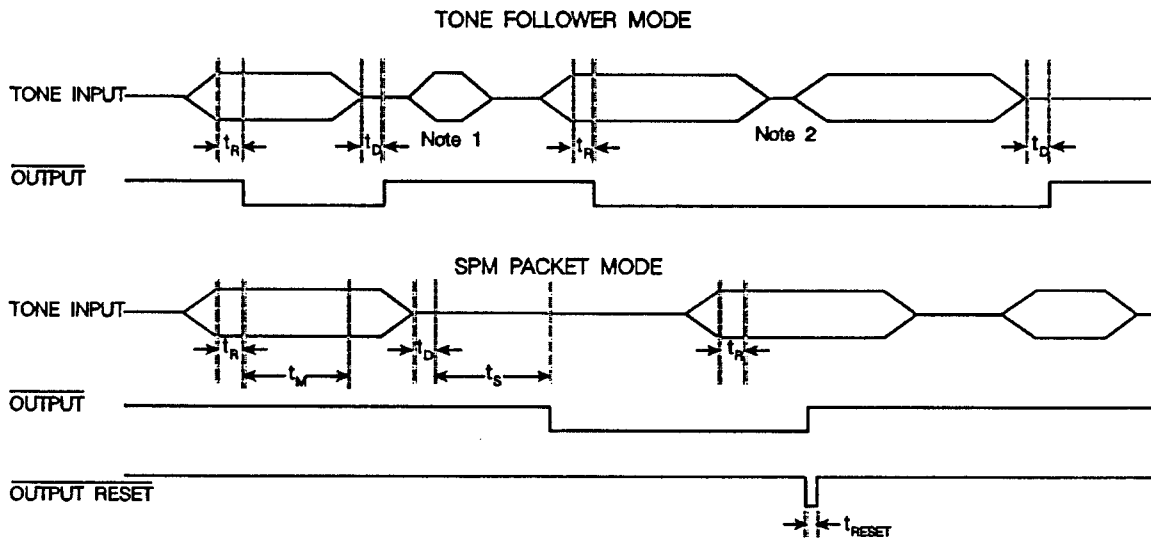 TONE FOLLOWER MODE
TONE INPUT
tR
tD
Note 1
tR
Note 2
tD
OUTPUT
SPM PACKET MODE
TONE INPUT
tR
tM
tD
tS
tR
OUTPUT
OUTPUT RESET
tRESET